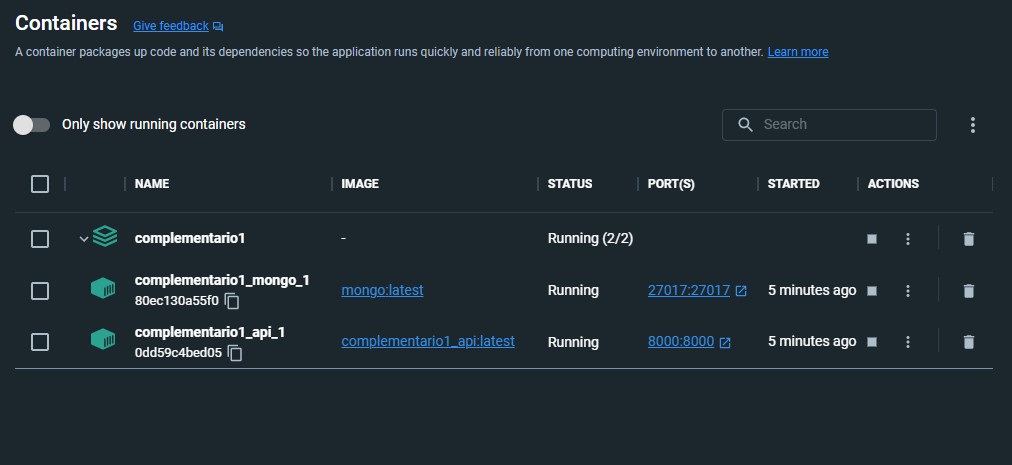 Containers Give feedback
A container packages up code and its dependencies so the application runs quickly and reliably from one computing environment to another. Learn more
Only show running containers Search
NAME IMAGE STATUS PORT(S) STARTED ACTIONS
complementario1 - Running (2/2)
complementario1_mongo_1
80ec130a55f0 mongo:latest Running 27017:27017 5 minutes ago
complementario1_api_1
0dd59c4bed05 complementario1_api:latest Running 8000:8000 5 minutes ago